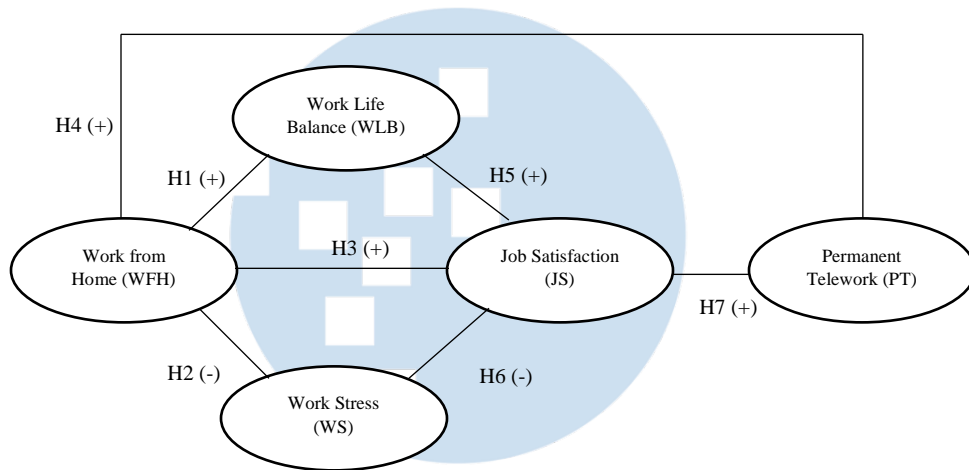 Work Life
Balance (WLB)
H4 (+)
H1 (+)
H5 (+)
Work from
Home (WFH)
H3 (+)
Job Satisfaction
(JS)
Permanent
Telework (PT)
H7 (+)
H2 (-)
H6 (-)
Work Stress
(WS)